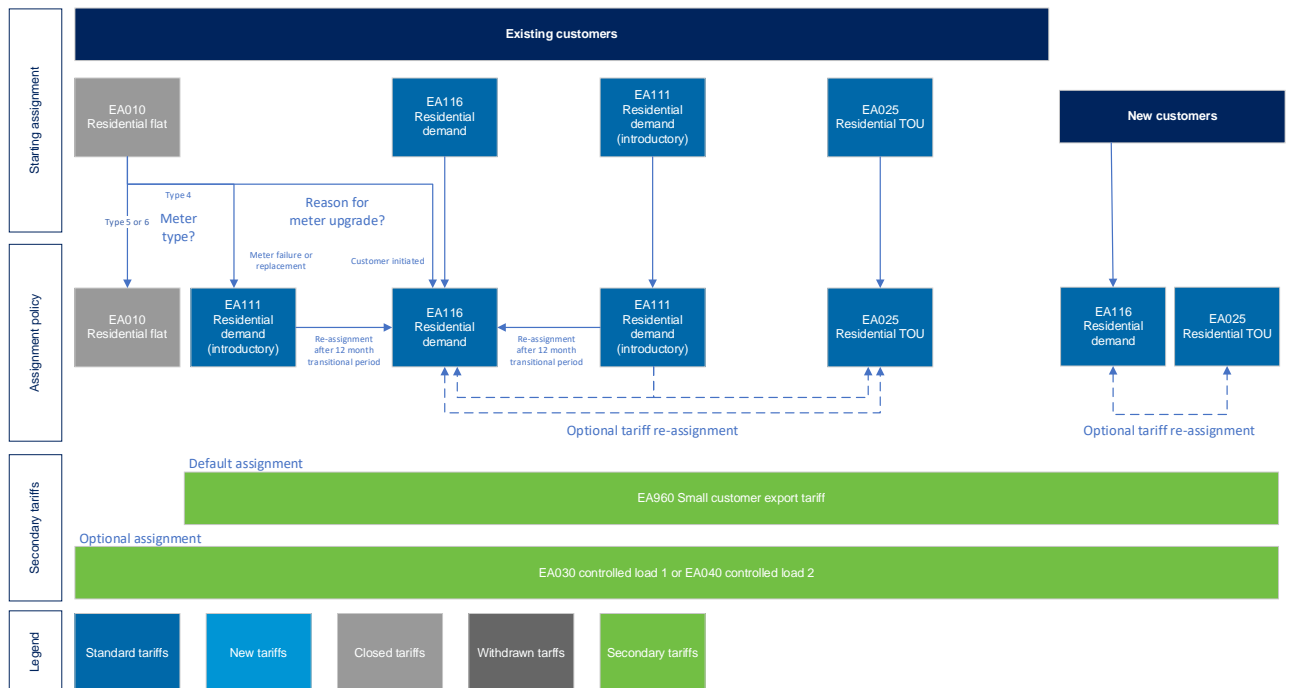 Starting assignment
Existing customers
EA010
Residential flat
EA116
Residential
demand
EA111
Residential
demand
(introductory)
EA025
Residential TOU
New customers
Type 4
Type 5 or 6
Meter
type?
Reason for
meter upgrade?
Meter failure or
replacement
Customer initiated
Assignment policy
EA010
Residential flat
EA111
Residential
demand
(introductory)
Re-assignment
after 12 month
transitional period
EA116
Residential
demand
Re-assignment
after 12 month
transitional period
EA111
Residential
demand
(introductory)
EA025
Residential TOU
EA116
Residential
demand
EA025
Residential TOU
Optional tariff re-assignment
Optional tariff re-assignment
Secondary tariffs
Default assignment
EA960 Small customer export tariff
Optional assignment
EA030 controlled load 1 or EA040 controlled load 2
Legend
Standard tariffs
New tariffs
Closed tariffs
Withdrawn tariffs
Secondary tariffs